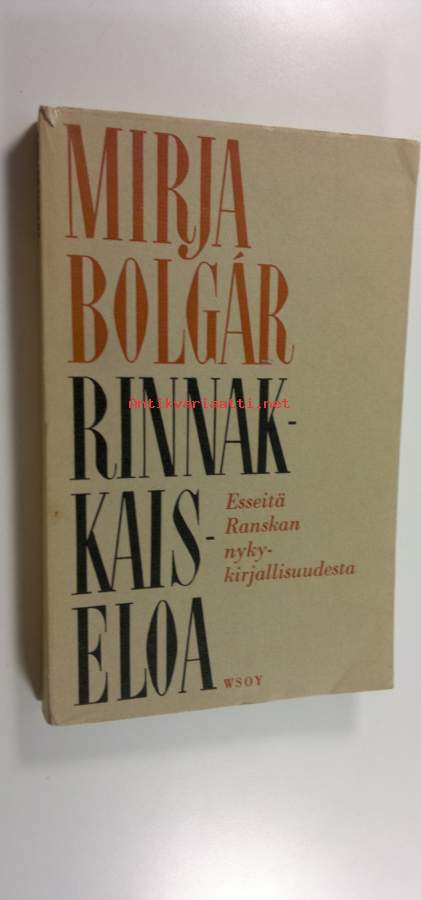 MIRJA
BOLGÁR
Antikvariaatti.net
RINNAK-
KAIS-
ELOA
Esseitä
Ranskan
nyky-
kirjallisuudesta
WSOY